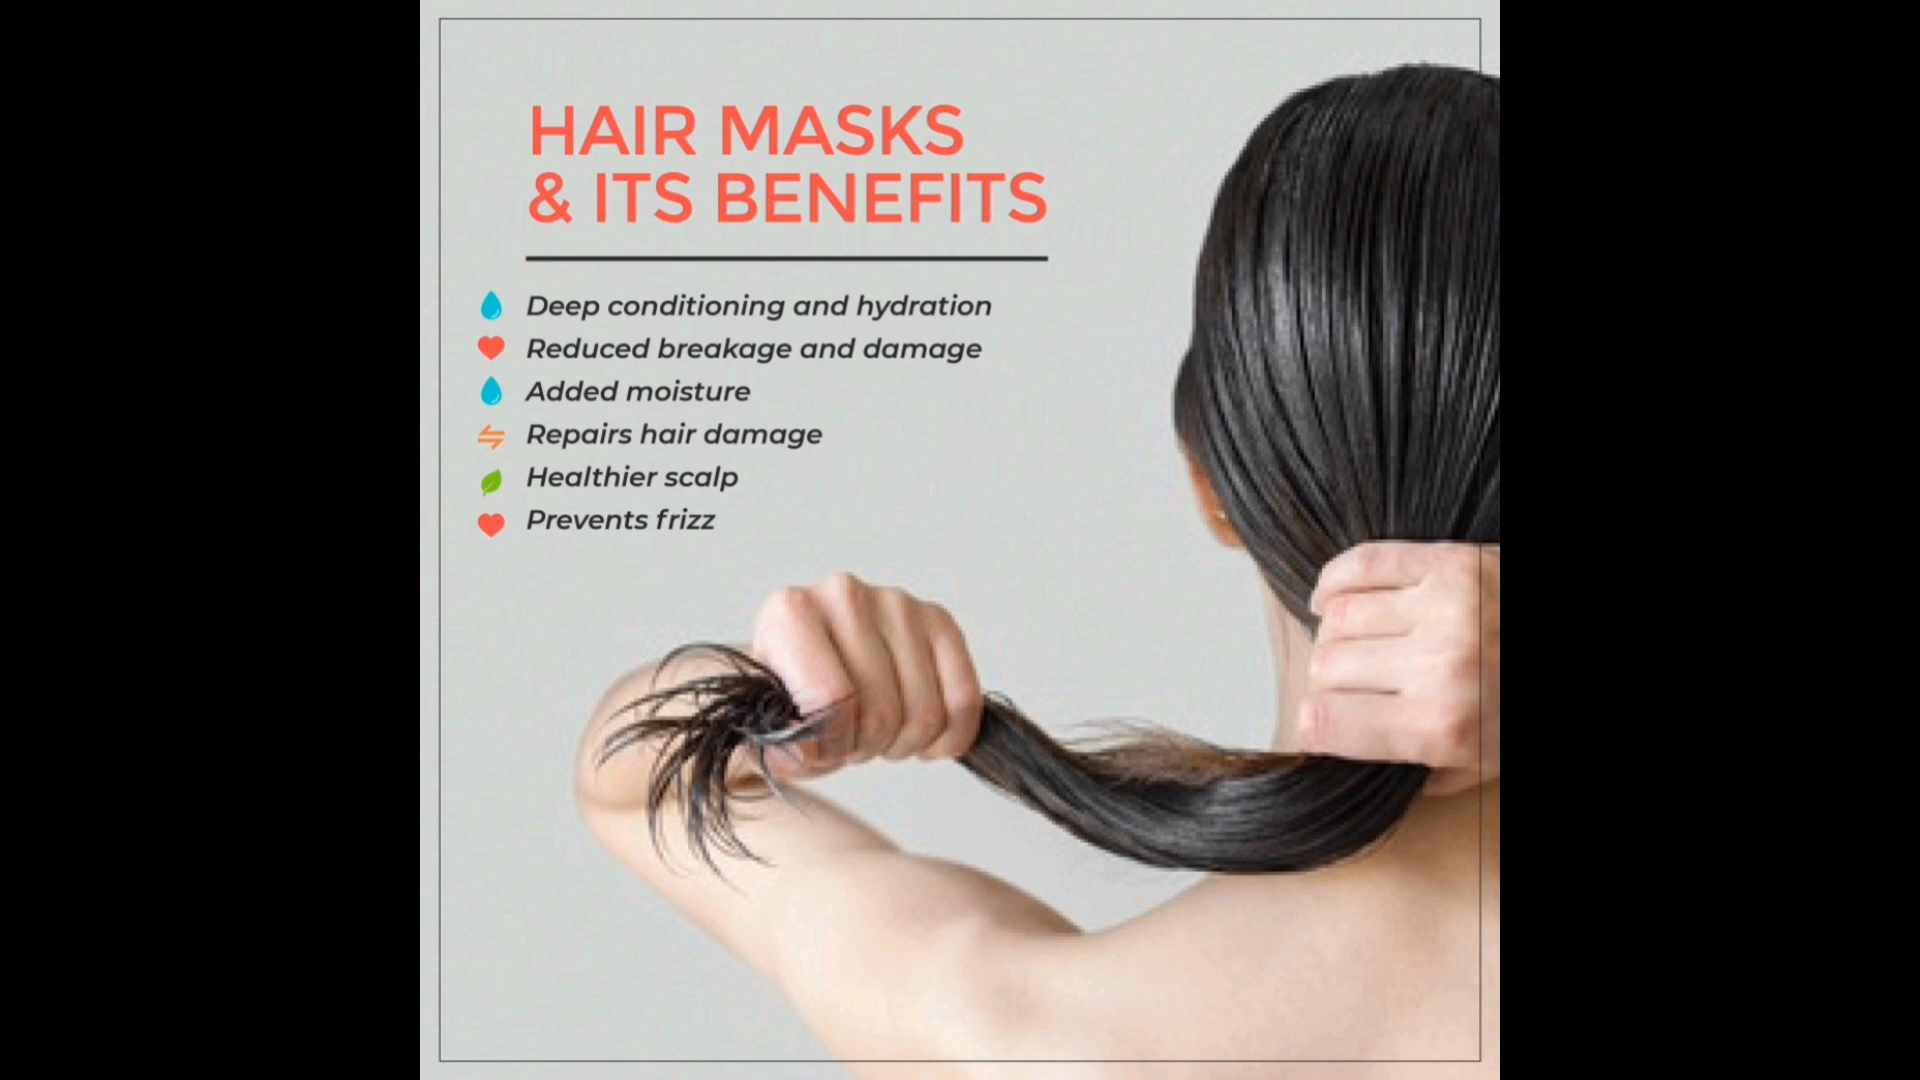 HAIR MASKS
& ITS BENEFITS
Deep conditioning and hydration
Reduced breakage and damage
Added moisture
Repairs hair damage
Healthier scalp
Prevents frizz